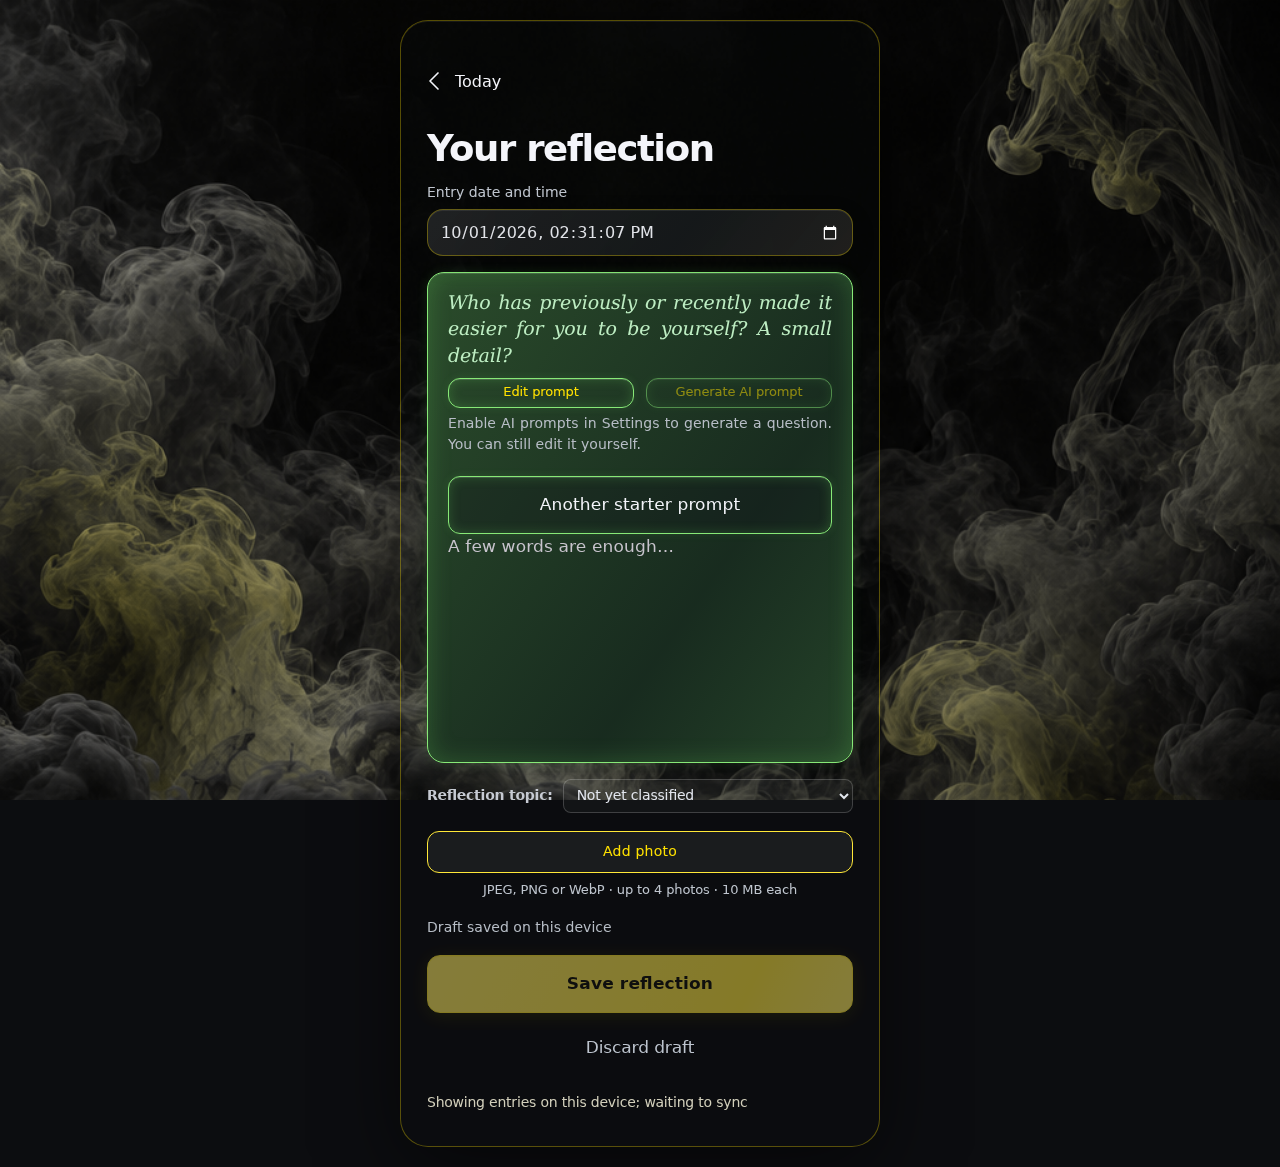 Today
Your reflection
Entry date and time
10/01/2026, 02:31:07 PM
Who has previously or recently made it
easier for you to be yourself? A small
detail?
Edit prompt
Generate AI prompt
Enable AI prompts in Settings to generate a question.
You can still edit it yourself.
Another starter prompt
A few words are enough...
Reflection topic:
Not yet classified
Add photo
JPEG, PNG or WebP · up to 4 photos · 10 MB each
Draft saved on this device
Save reflection
Discard draft
Showing entries on this device; waiting to sync